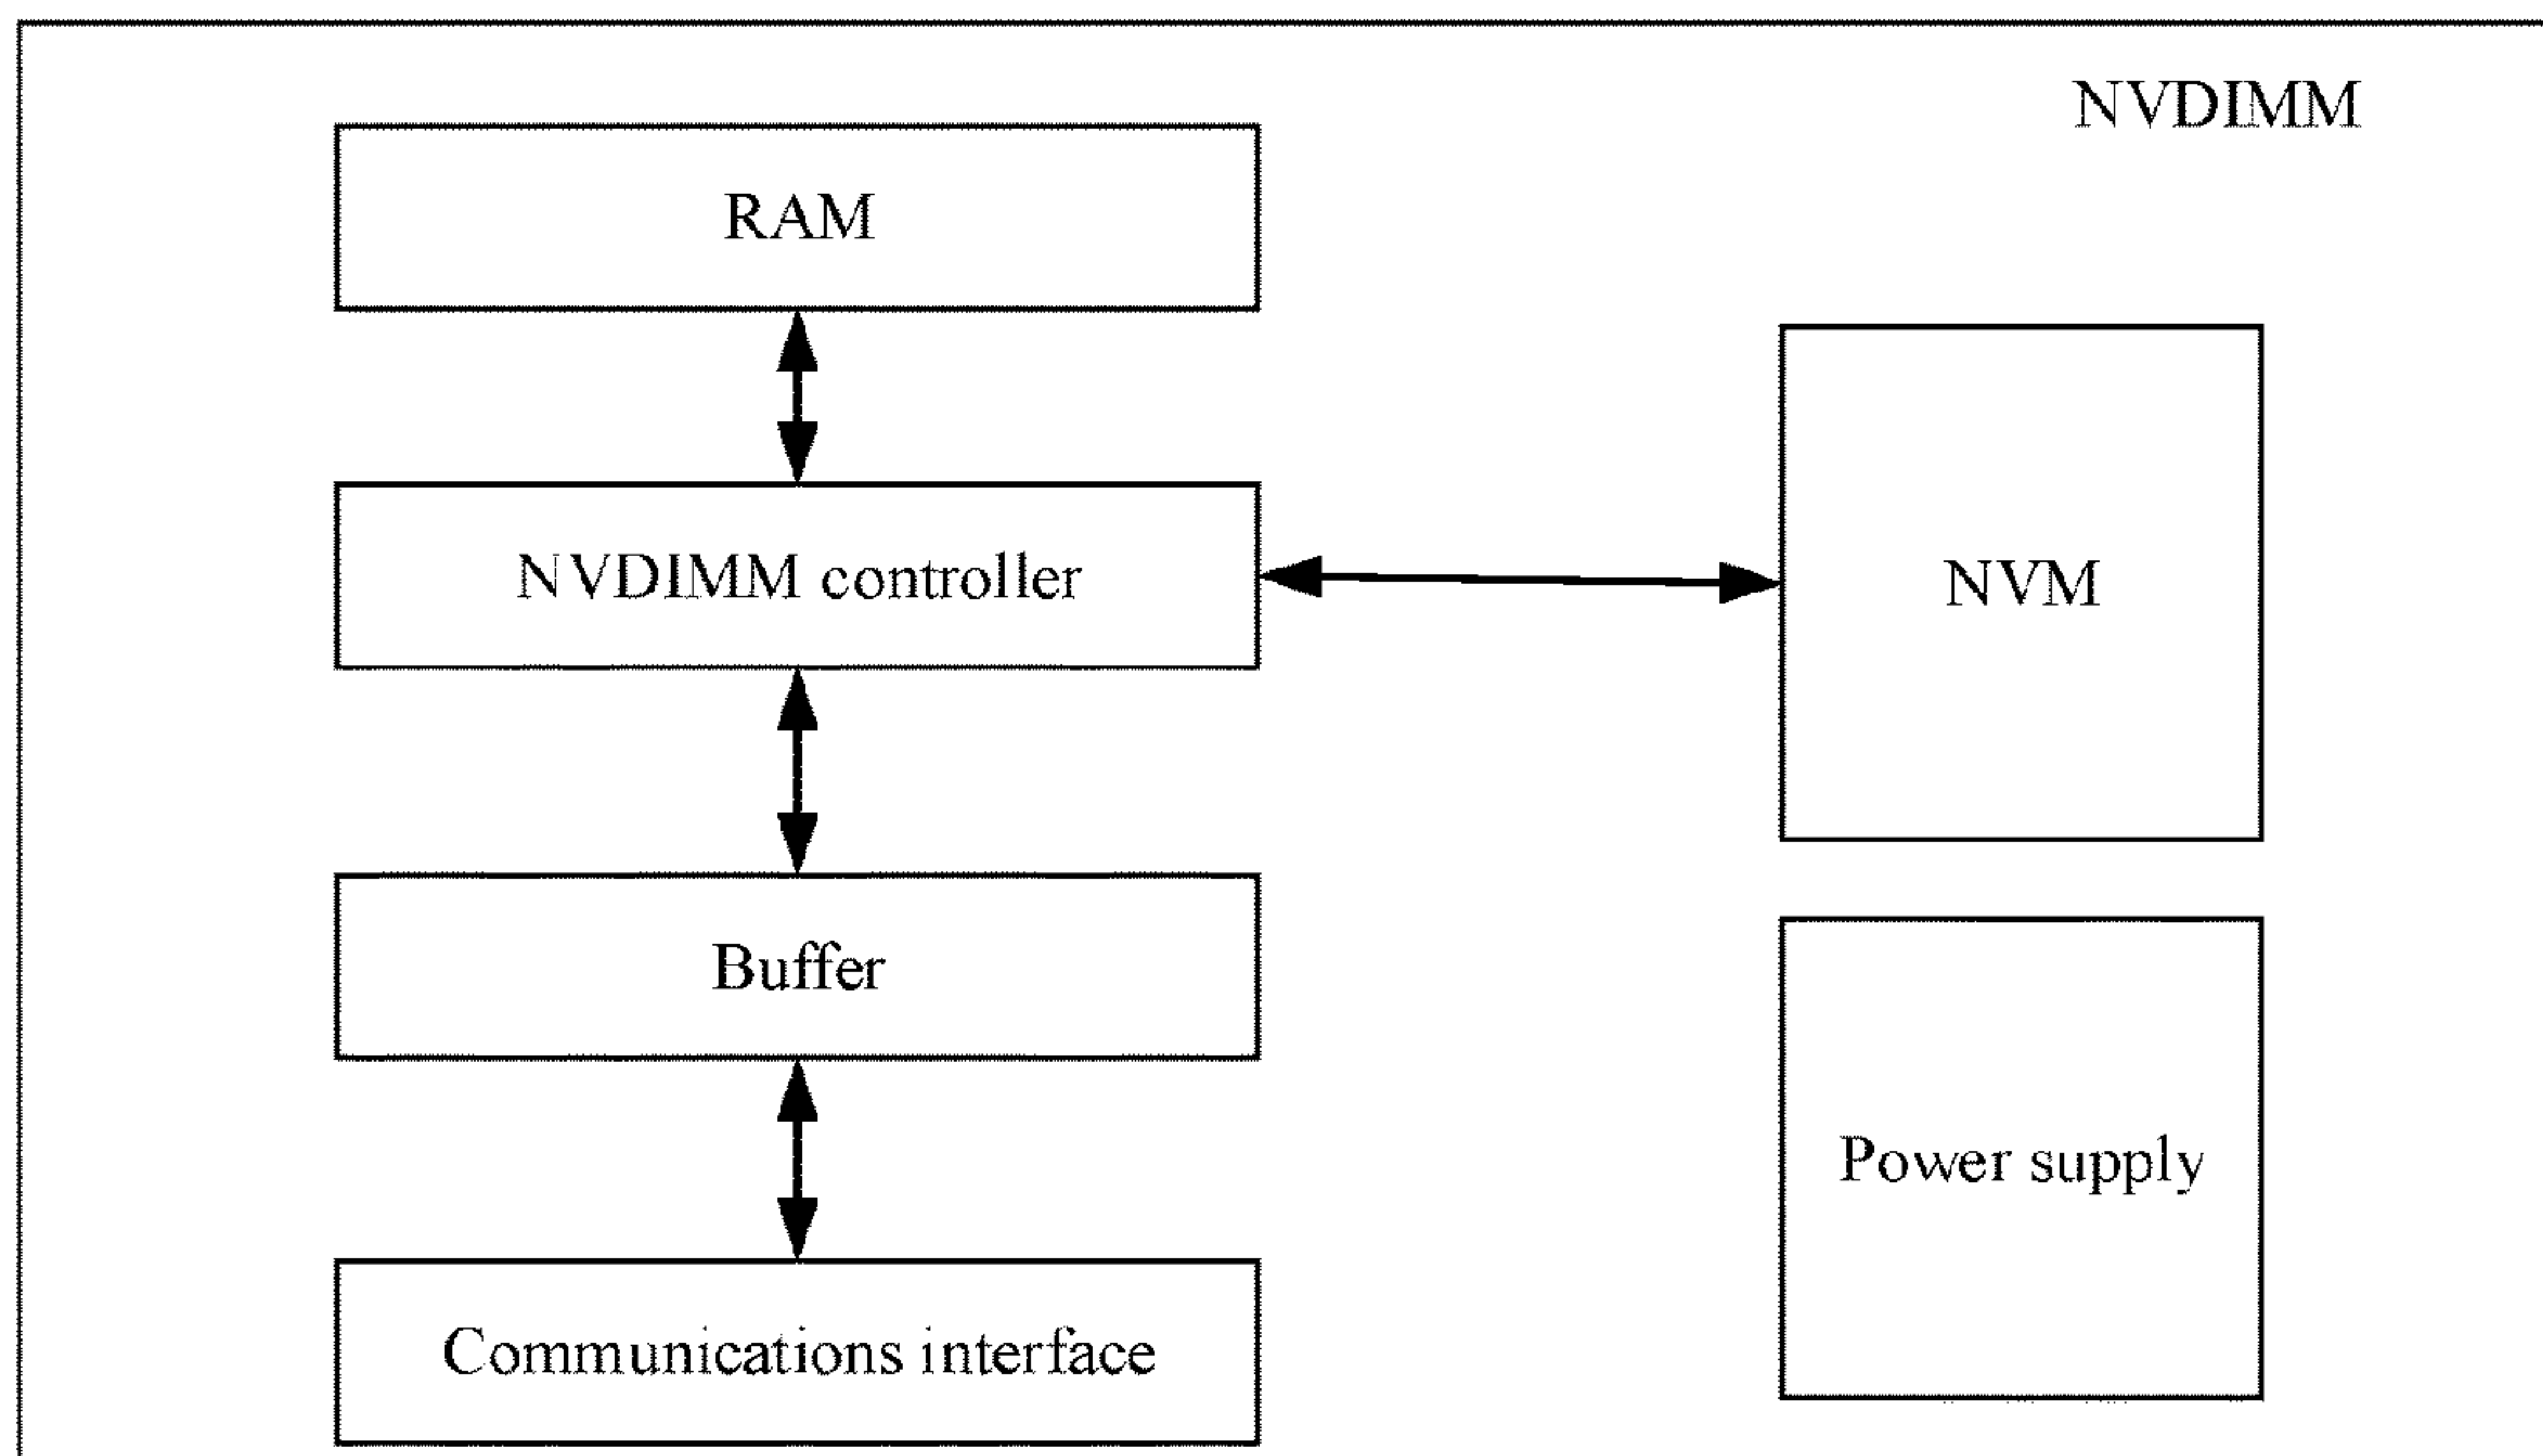 NVDIMM
RAM
NVDIMM controller
NVM
Buffer
Power supply
Communications interface